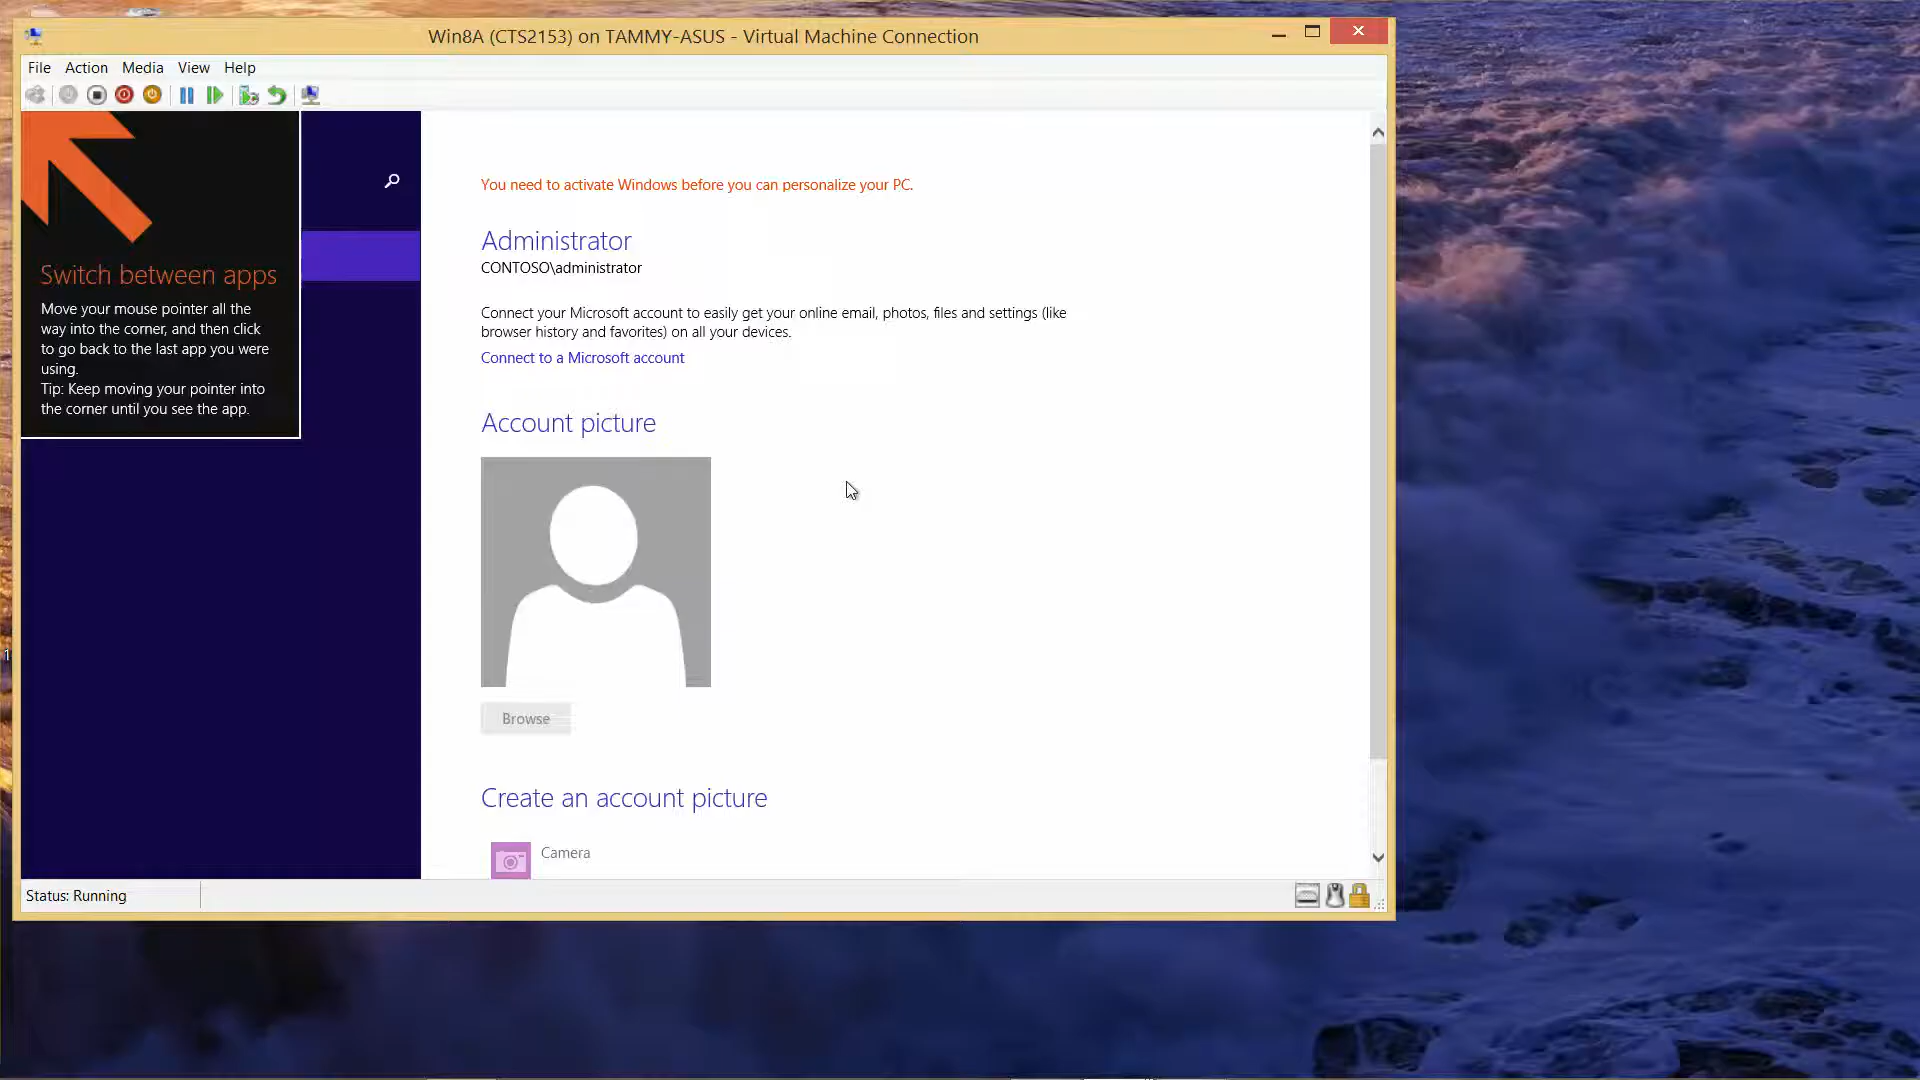 Win8A (CTS2153) on TAMMY-ASUS - Virtual Machine Connection
File Action Media View Help
Switch between apps
Move your mouse pointer all the
way into the corner, and then click
to go back to the last app you were
using.
Tip: Keep moving your pointer into
the corner until you see the app.
You need to activate Windows before you can personalize your PC.
Administrator
CONTOSO\administrator
Connect your Microsoft account to easily get your online email, photos, files and settings (like
browser history and favorites) on all your devices.
Connect to a Microsoft account
Account picture
Browse
Create an account picture
Camera
Status: Running
1